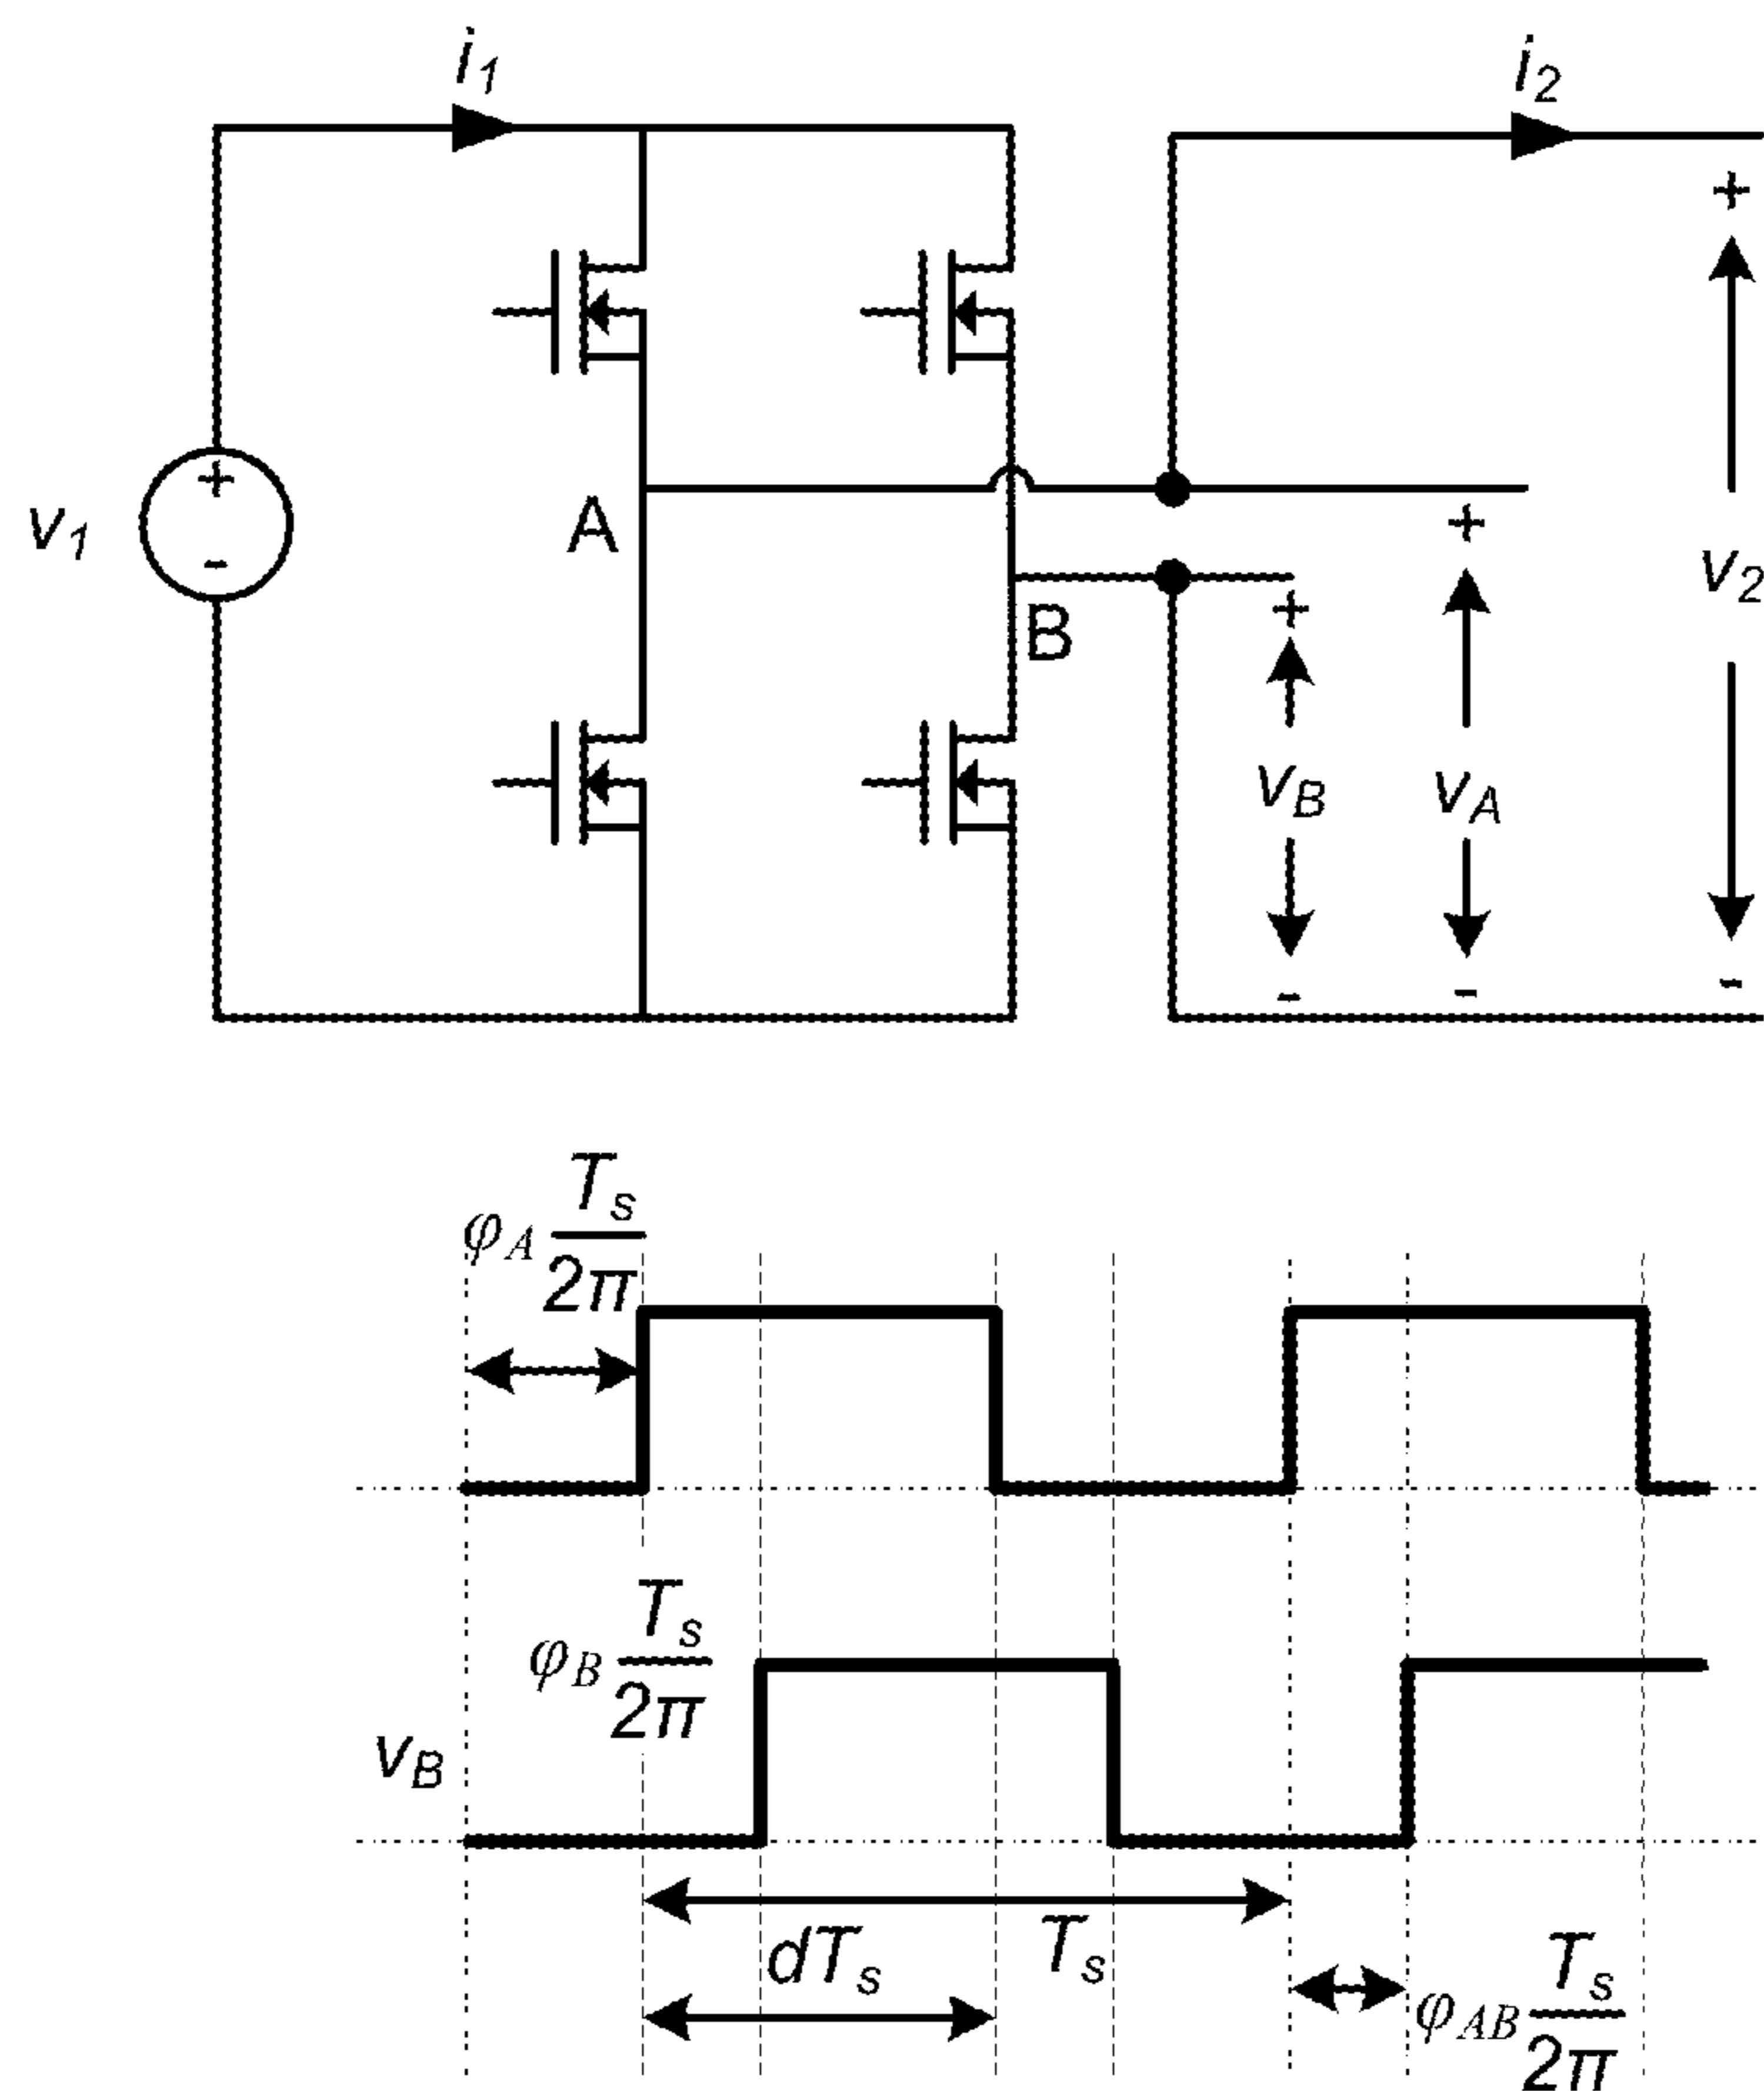 i1
i2
+
+
-
v1
A
B
+
+
v2
vB
vA
-
-
-
φA Ts/2π
φB Ts/2π
vB
Ts
dTs
φAB Ts/2π